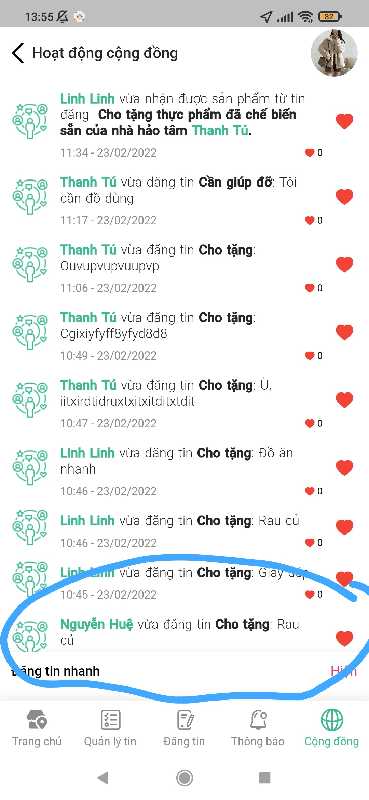 13:55
82
Hoạt động cộng đồng
Linh Linh vừa nhận được sản phẩm từ tin
đăng Cho tặng thực phẩm đã chế biến
sẵn của nhà hảo tâm Thanh Tú.
11:34 - 23/02/2022
0
Thanh Tú vừa đăng tin Cần giúp đỡ: Tôi
cần đồ dùng
11:17 - 23/02/2022
0
Thanh Tú vừa đăng tin Cho tặng:
Ouvupvupvuupvp
11:06 - 23/02/2022
0
Thanh Tú vừa đăng tin Cho tặng:
Cgixiyfyff8yfyd8d8
10:49 - 23/02/2022
0
Thanh Tú vừa đăng tin Cho tặng: Ù.
iitxirdtidruxtxitxitditxtdit
10:47 - 23/02/2022
0
Linh Linh vừa đăng tin Cho tặng: Đồ ăn
nhanh
10:46 - 23/02/2022
0
Linh Linh vừa đăng tin Cho tặng: Rau củ
10:46 - 23/02/2022
0
Linh Linh vừa đăng tin Cho tặng: Giày dép
10:45 - 23/02/2022
0
Nguyễn Huệ vừa đăng tin Cho tặng: Rau
củ
Đăng tin nhanh
Hiện
Trang chủ
Quản lý tin
Đăng tin
Thông báo
Cộng đồng